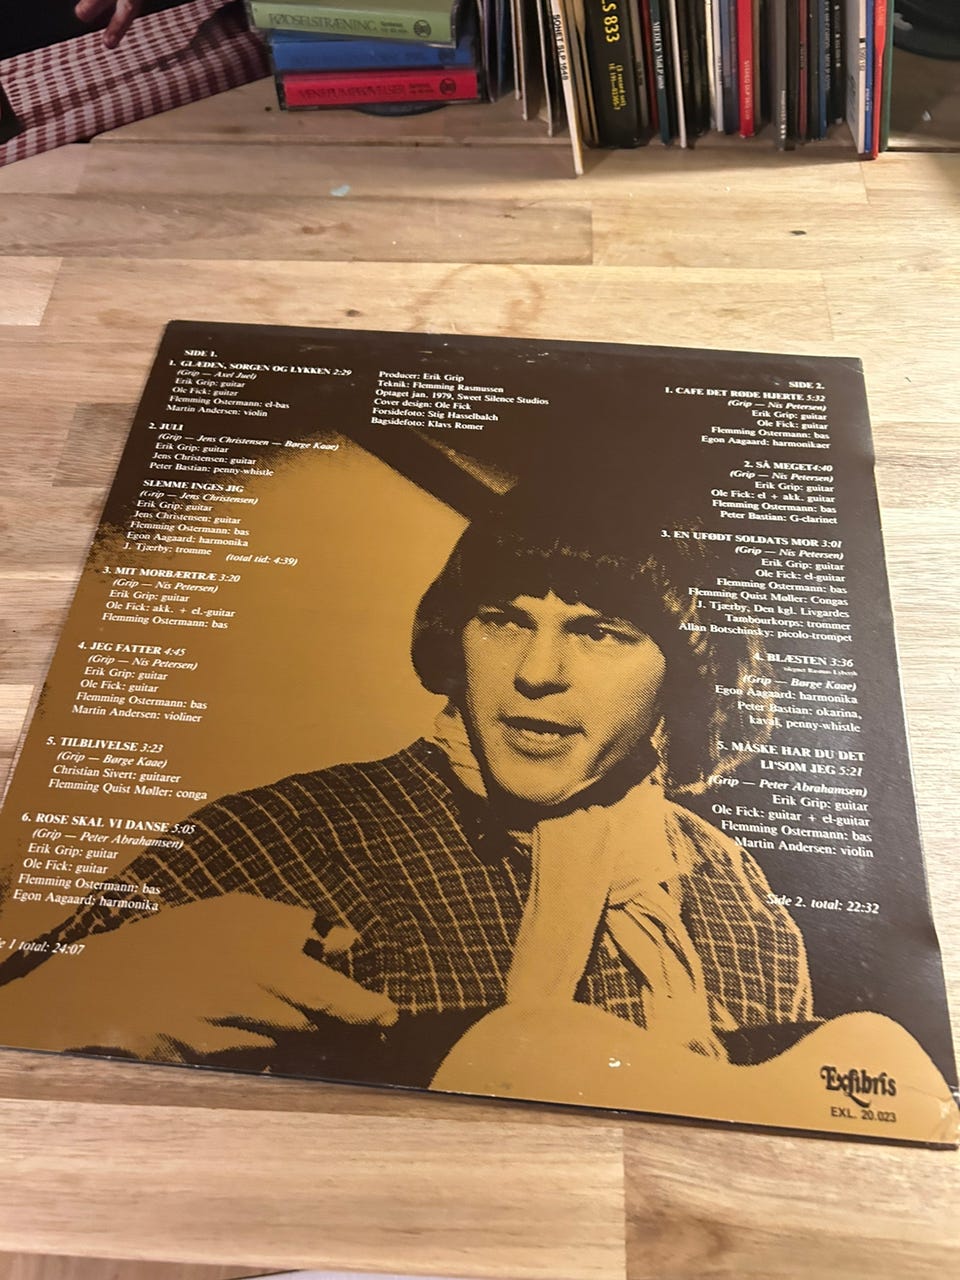 FØDSELSTRÆNING
VENEPUMPEØVELSER
SONET SLP 1648
S 833
SIDE 1.
1. GLÆDEN, SORGEN OG LYKKEN 2:29
(Grip — Axel Juel)
Erik Grip: guitar
Ole Fick: guitar
Flemming Ostermann: el-bas
Martin Andersen: violin
2. JULI
(Grip — Jens Christensen — Børge Kaae)
Erik Grip: guitar
Jens Christensen: guitar
Peter Bastian: penny-whistle
SLEMME INGES JIG
(Grip — Jens Christensen)
Erik Grip: guitar
Jens Christensen: guitar
Flemming Ostermann: bas
Egon Aagaard: harmonika
J. Tjærby: tromme
(total tid: 4:39)
3. MIT MORBÆRTRÆ 3:20
(Grip — Nis Petersen)
Erik Grip: guitar
Ole Fick: akk. + el.-guitar
Flemming Ostermann: bas
4. JEG FATTER 4:45
(Grip — Nis Petersen)
Erik Grip: guitar
Ole Fick: guitar
Flemming Ostermann: bas
Martin Andersen: violiner
5. TILBLIVELSE 3:23
(Grip — Børge Kaae)
Christian Sivert: guitarer
Flemming Quist Møller: conga
6. ROSE SKAL VI DANSE 5:05
(Grip — Peter Abrahamsen)
Erik Grip: guitar
Ole Fick: guitar
Flemming Ostermann: bas
Egon Aagaard: harmonika
e 1 total: 24:07
Producer: Erik Grip
Teknik: Flemming Rasmussen
Optaget jan. 1979, Sweet Silence Studios
Cover design: Ole Fick
Forsidefoto: Stig Hasselbalch
Bagsidefoto: Klavs Romer
SIDE 2.
1. CAFE DET RØDE HJERTE 5:32
(Grip — Nis Petersen)
Erik Grip: guitar
Ole Fick: guitar
Flemming Ostermann: bas
Egon Aagaard: harmonikaer
2. SÅ MEGET 4:40
(Grip — Nis Petersen)
Erik Grip: guitar
Ole Fick: el + akk. guitar
Flemming Ostermann: bas
Peter Bastian: G-clarinet
3. EN UFØDT SOLDATS MOR 3:01
(Grip — Nis Petersen)
Erik Grip: guitar
Ole Fick: el-guitar
Flemming Ostermann: bas
Flemming Quist Møller: Congas
J. Tjærby, Den kgl. Livgardes
Tambourkorps: trommer
Allan Botschinsky: picolo-trompet
4. BLÆSTEN 3:36
(Grip — Børge Kaae)
Egon Aagaard: harmonika
Peter Bastian: okarina,
kaval, penny-whistle
5. MÅSKE HAR DU DET
LI'SOM JEG 5:21
(Grip — Peter Abrahamsen)
Erik Grip: guitar
Ole Fick: guitar + el-guitar
Flemming Ostermann: bas
Martin Andersen: violin
Side 2. total: 22:32
Exlibris
EXL. 20.023